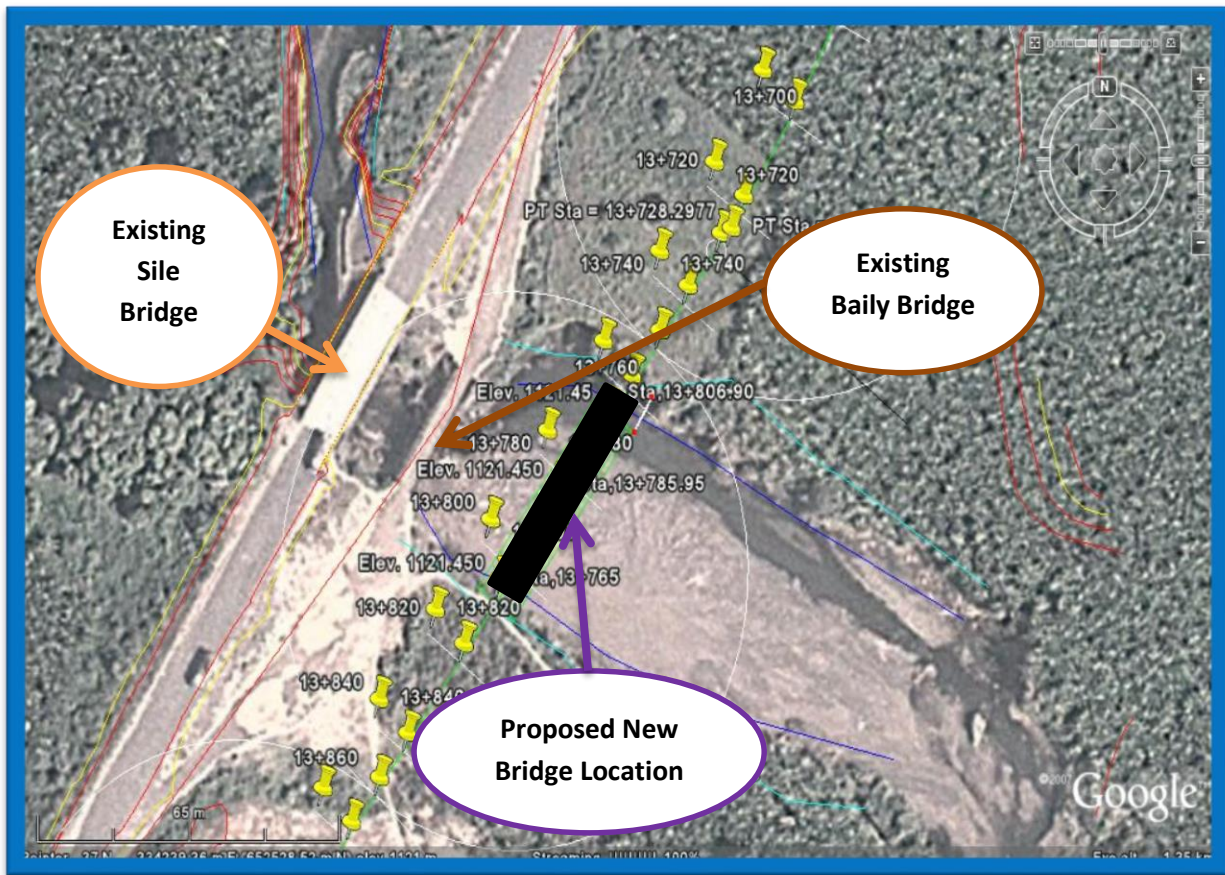 13+700
13+720
13+720
PT Sta = 13+728.2977
PT Sta
13+740
13+740
Existing
Sile
Bridge
Existing
Baily Bridge
Elev. 1121.45
Sta,13+806.90
13+780
Elev. 1121.450
13+785.95
13+800
Elev. 1121.450
13+765
13+820
13+820
13+840
13+860
Proposed New
Bridge Location
65 m
©2007
Google
N
Streaming
100%